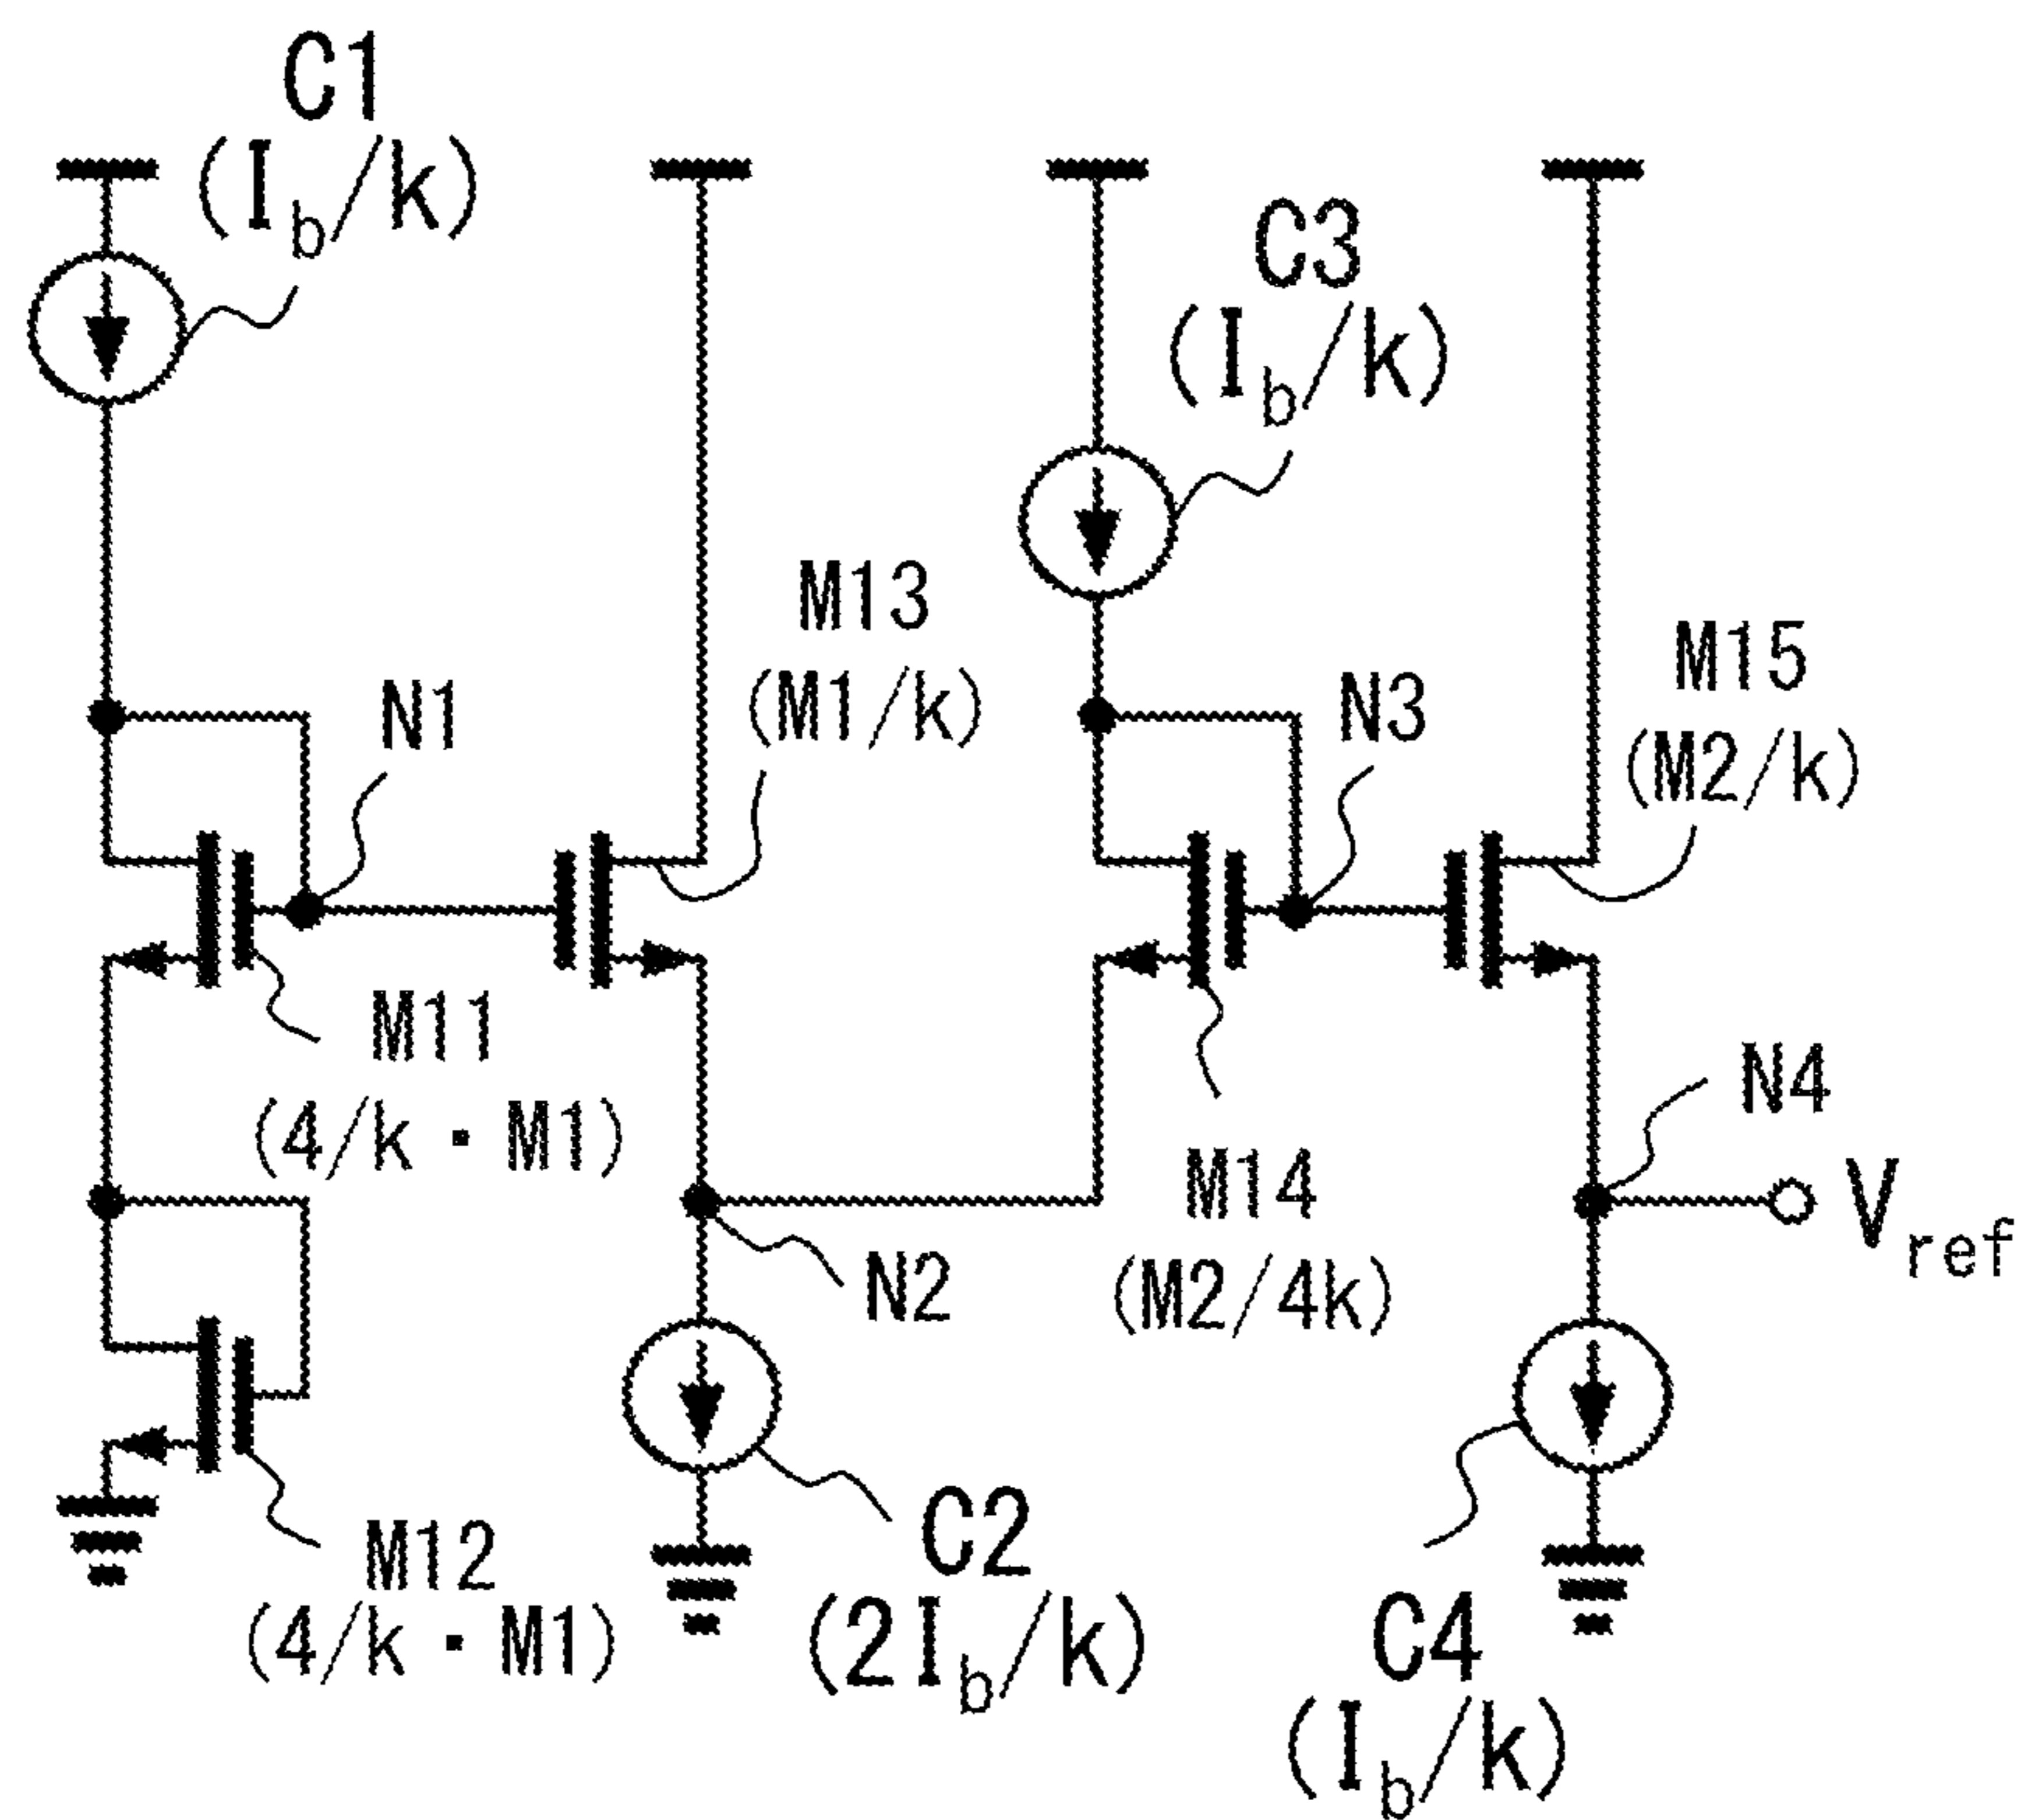 C1
(Ib/k)
C3
(Ib/k)
M13
(M1/k)
M15
(M2/k)
N1
N3
M11
(4/k・M1)
N4
M14
(M2/4k)
Vref
N2
C2
(2Ib/k)
M12
(4/k・M1)
C4
(Ib/k)